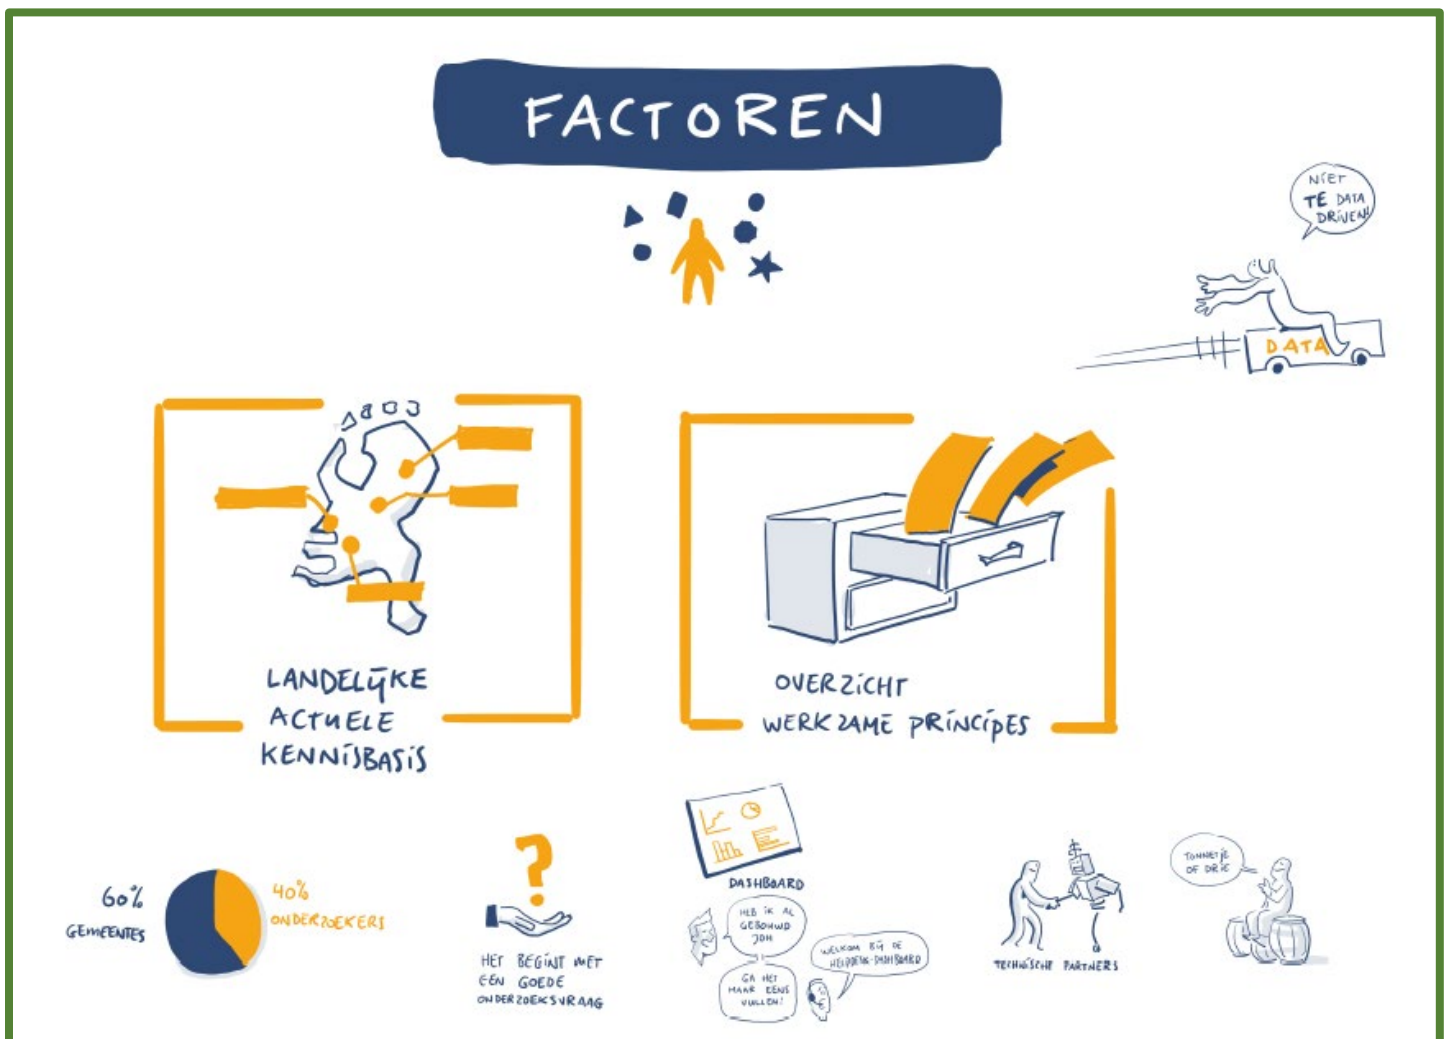 FACTOREN
NIET
TE DATA
DRIVEN!
DATA
LANDELIJKE
ACTUELE
KENNISBASIS
OVERZICHT
WERKZAME PRINCIPES
60%
GEMEENTES
40%
ONDERZOEKERS
HET BEGINT MET
EEN GOEDE
ONDERZOEKSVRAAG
DASHBOARD
HEB IK AL
GEBOUWD
JOH
GA HET
MAAR EENS
VULLEN!
WELKOM BIJ DE
HELPDESK-DASHBOARD
TECHNISCHE PARTNERS
TONNETJE
OF DRIE